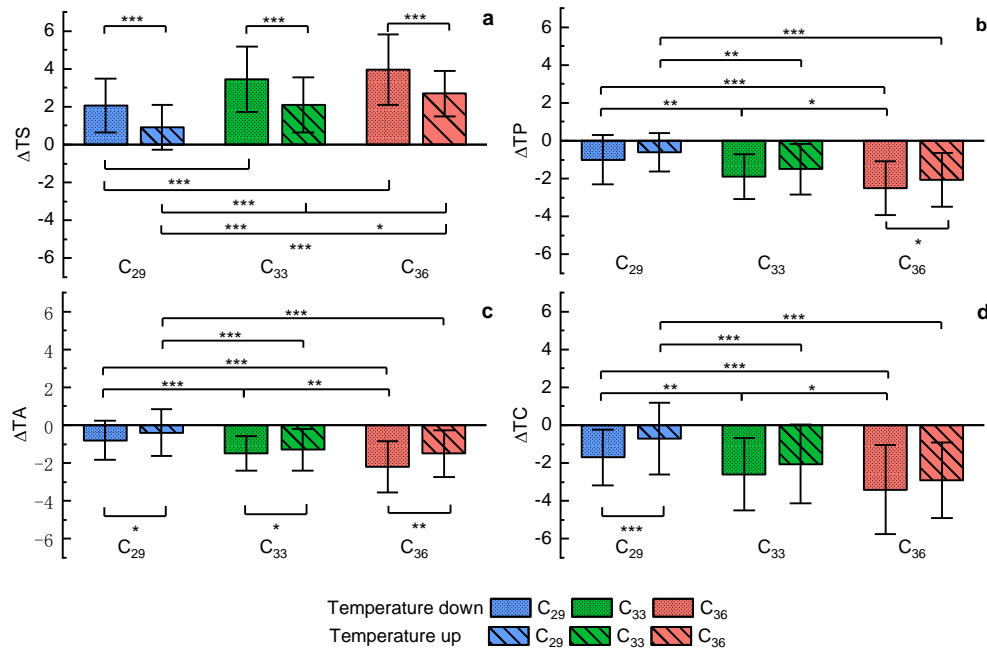 a
6
4
2
0
-2
-4
-6
ΔTS
***
***
***
***
***
***
*
***
C29
C33
C36
b
6
4
2
0
-2
-4
-6
ΔTP
***
**
***
**
*
*
C29
C33
C36
c
6
4
2
0
−2
−4
−6
ΔTA
***
***
***
***
**
*
*
**
C29
C33
C36
d
6
4
2
0
-2
-4
-6
ΔTC
***
***
***
**
*
***
C29
C33
C36
Temperature down C29 C33 C36
Temperature up C29 C33 C36